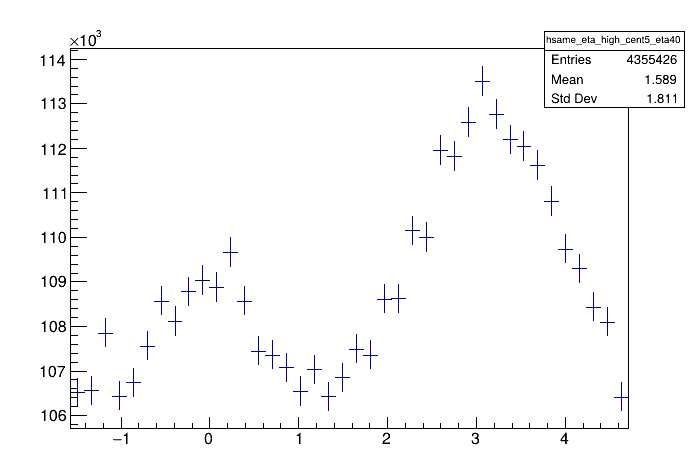 ×10³
hsame_eta_high_cent5_eta40
Entries 4355426
Mean 1.589
Std Dev 1.811
114
113
112
111
110
109
108
107
106
−1 0 1 2 3 4